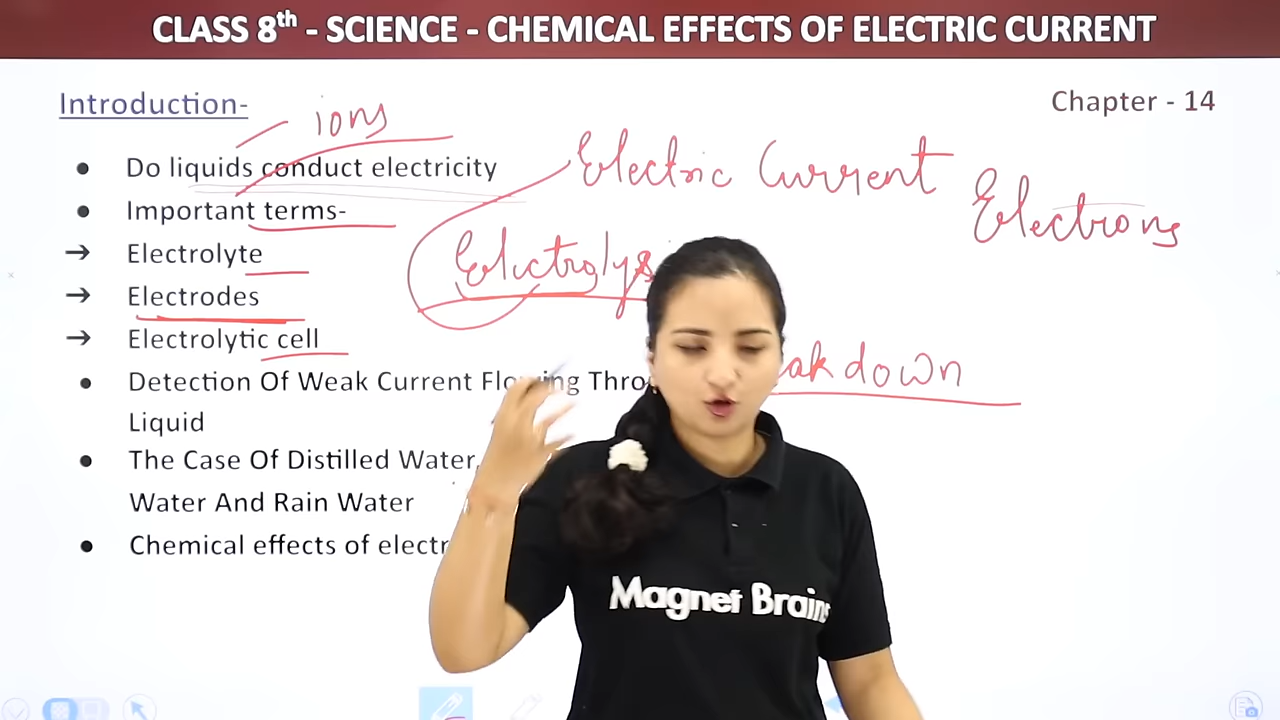 CLASS 8th - SCIENCE - CHEMICAL EFFECTS OF ELECTRIC CURRENT
Introduction-
Chapter - 14
ions
Do liquids conduct electricity
Electric Current
Important terms-
Electrons
Electrolyte
Electrodes
Electrolytic cell
Detection Of Weak Current Flowing
Liquid
The Case Of Distilled Water,
Water And Rain Water
Chemical effects of
Magnet Brains